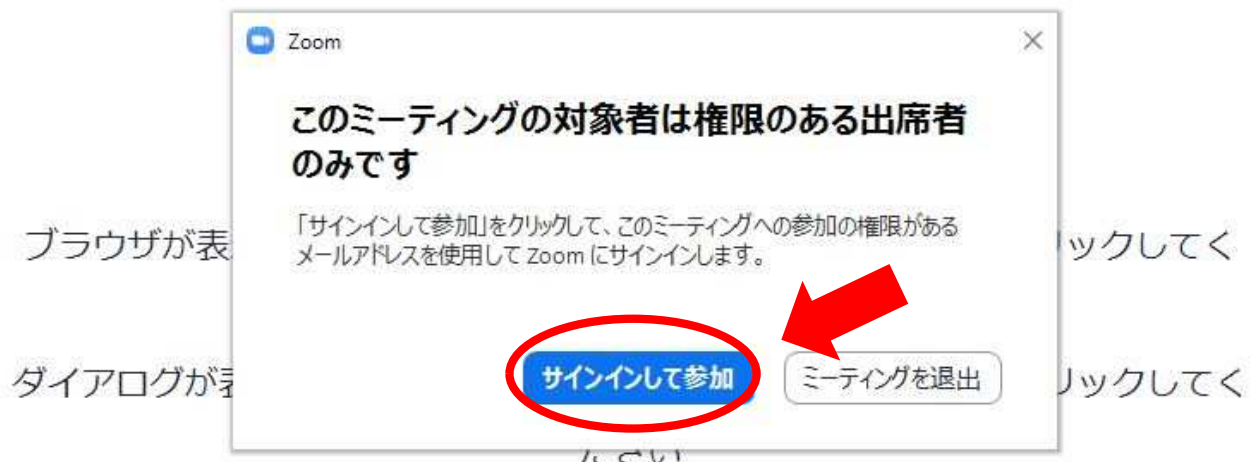 Zoom
このミーティングの対象者は権限のある出席者
のみです
「サインインして参加」をクリックして、このミーティングへの参加の権限がある
メールアドレスを使用して Zoom にサインインします。
ブラウザが表
ックしてく
サインインして参加
ミーティングを退出
ダイアログが
ックしてく